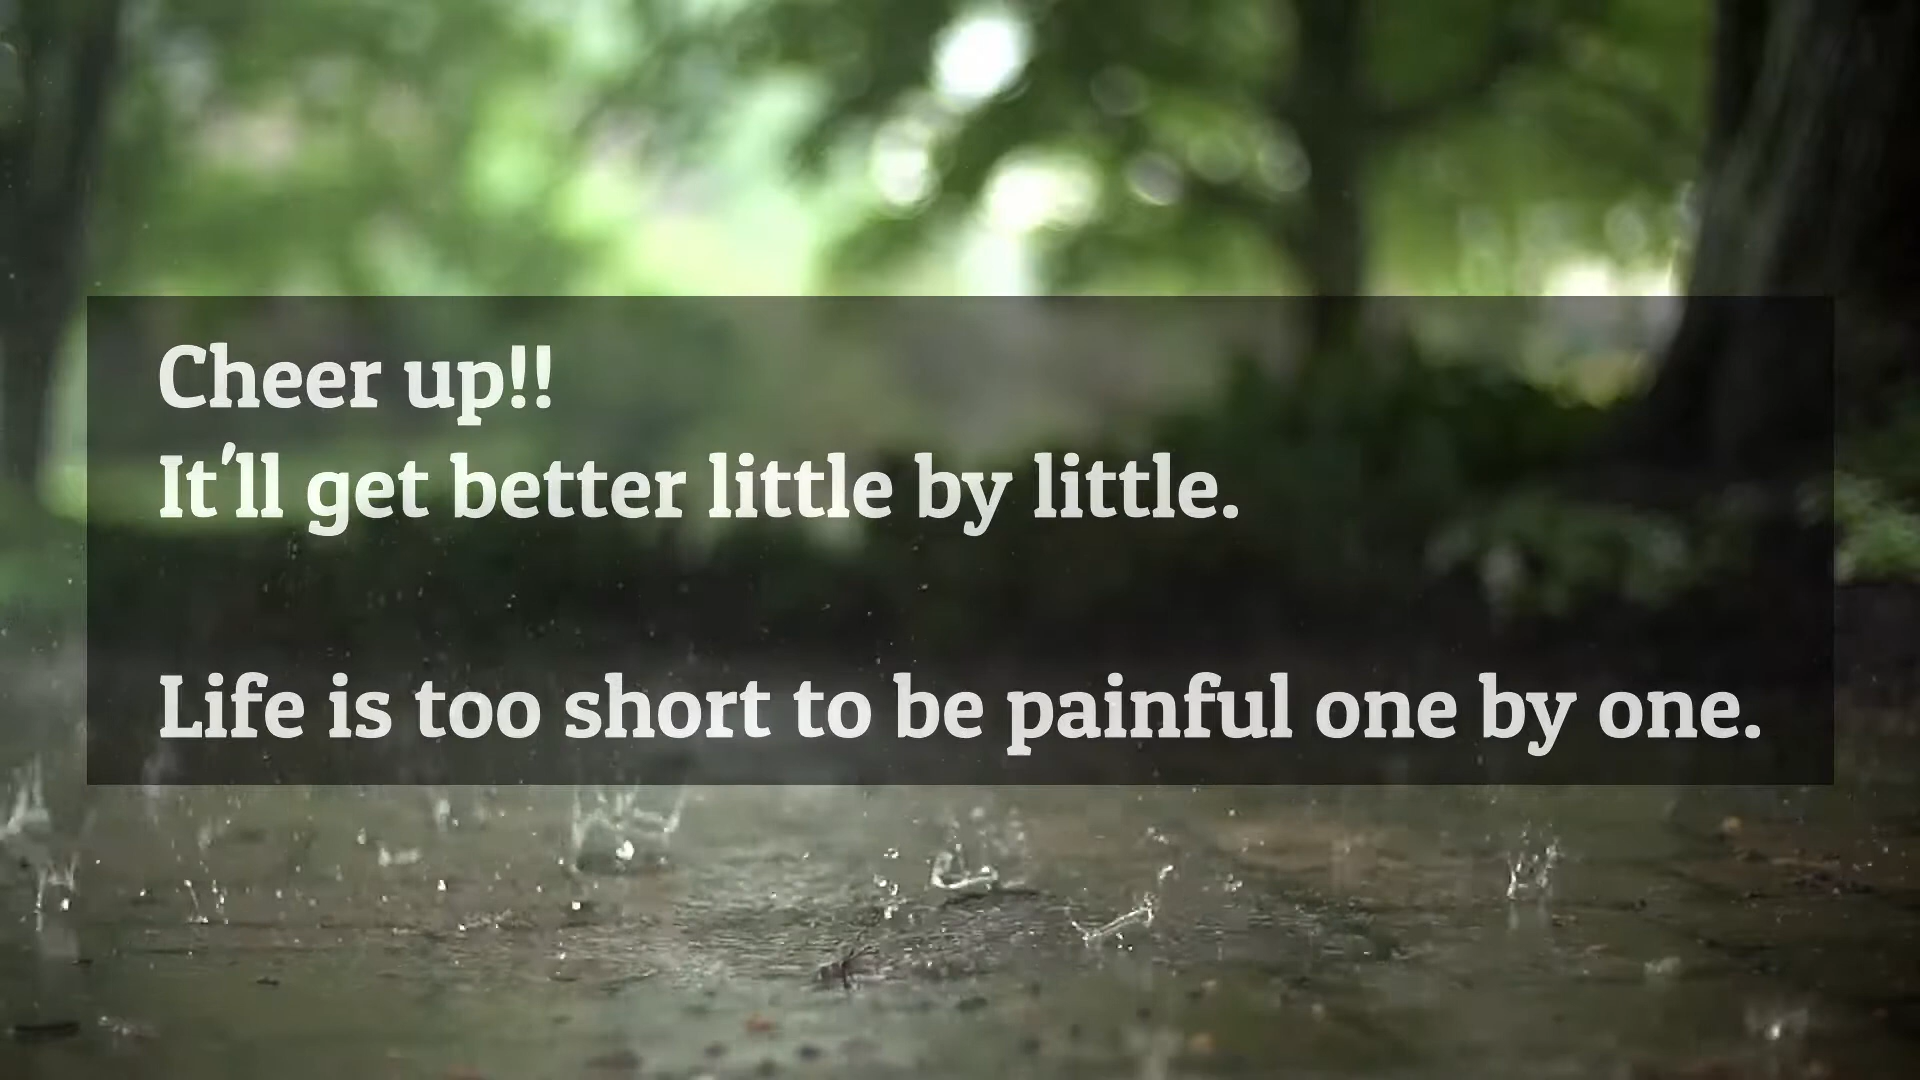 Cheer up!!
It'll get better little by little.
Life is too short to be painful one by one.